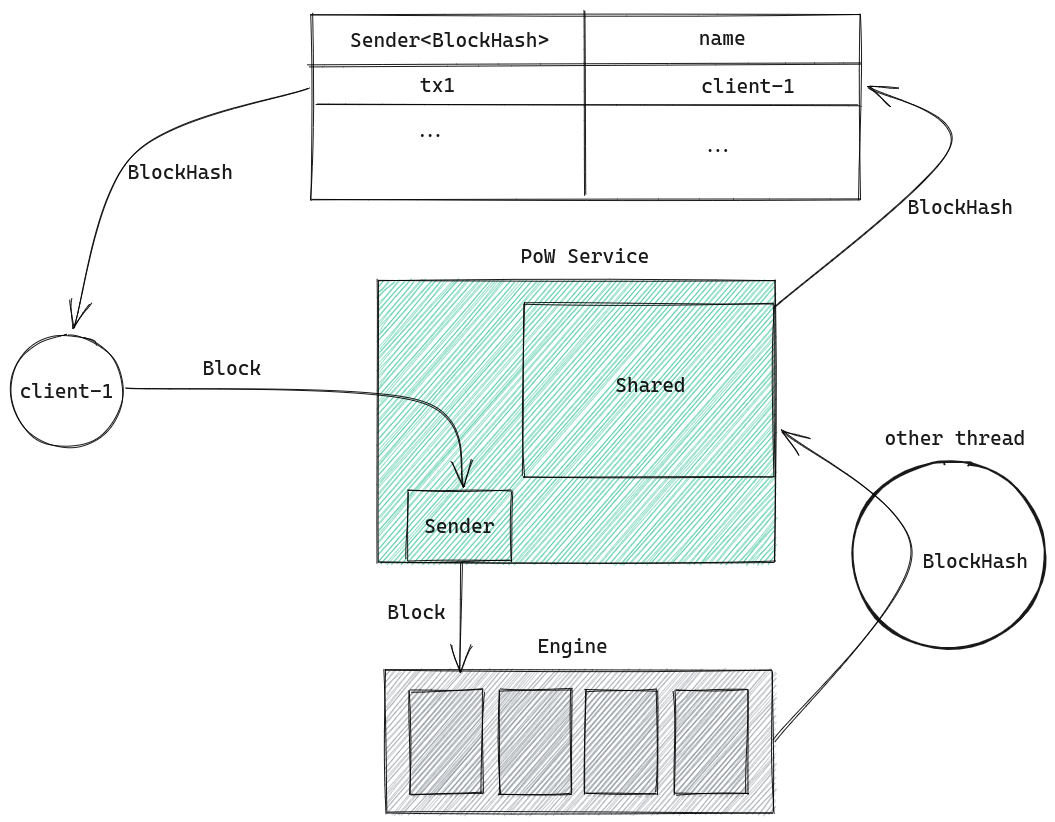 Sender<BlockHash> name
tx1 client-1
...
...
BlockHash
BlockHash
PoW Service
Block
client-1
Shared
other thread
Sender
BlockHash
Block
Engine